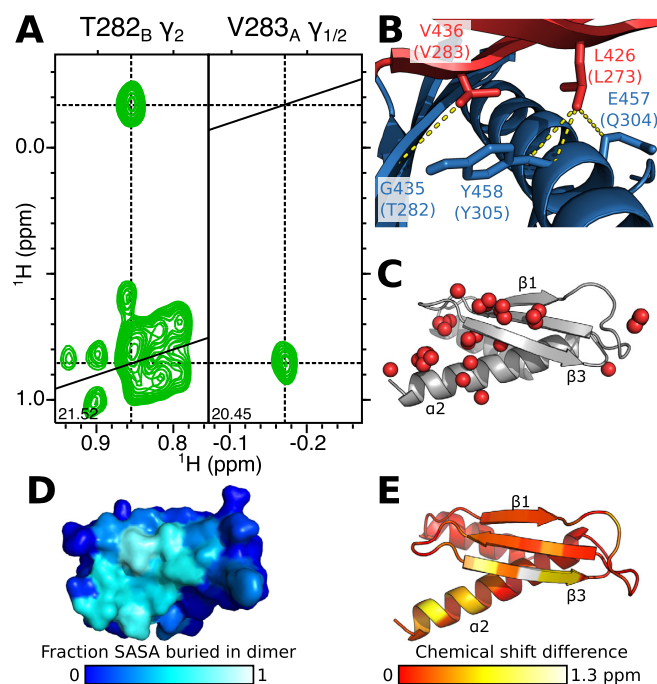 A
T282B γ2
V283A γ1/2
¹H (ppm)
0.0
1.0
21.52
20.45
0.9
0.8
-0.1
-0.2
¹H (ppm)
B
V436
(V283)
L426
(L273)
E457
(Q304)
G435
(T282)
Y458
(Y305)
C
β1
β3
α2
D
Fraction SASA buried in dimer
0
1
E
β1
β3
α2
Chemical shift difference
0
1.3 ppm